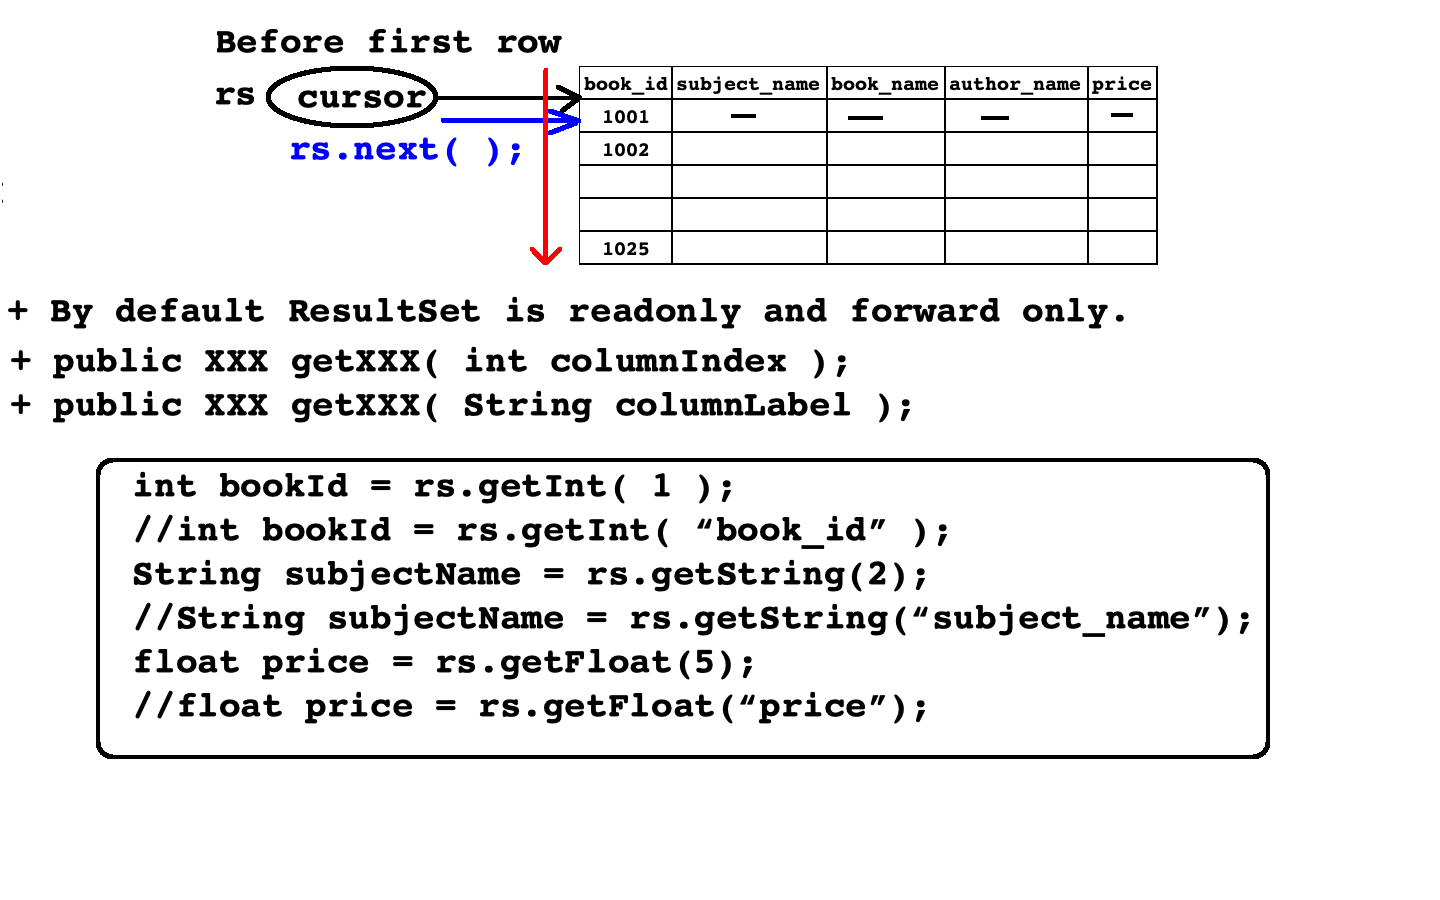 Before first row
rs cursor
rs.next( );
book_id subject_name book_name author_name price
1001 — — — —
1002
1025
+ By default ResultSet is readonly and forward only.
+ public XXX getXXX( int columnIndex );
+ public XXX getXXX( String columnLabel );
int bookId = rs.getInt( 1 );
//int bookId = rs.getInt( “book_id” );
String subjectName = rs.getString(2);
//String subjectName = rs.getString(“subject_name”);
float price = rs.getFloat(5);
//float price = rs.getFloat(“price”);